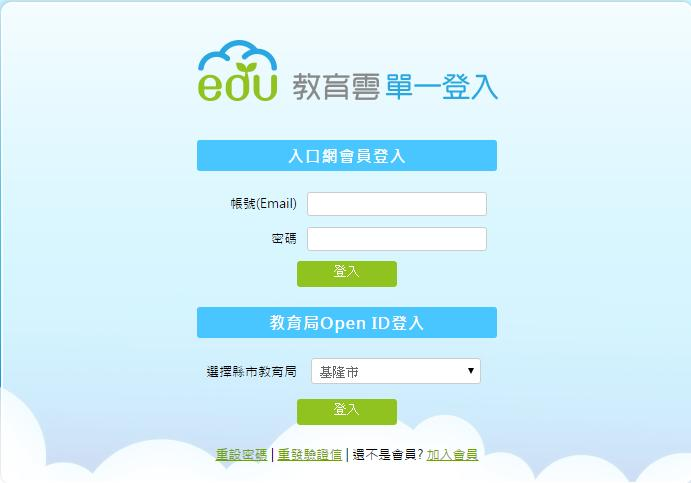 edu 教育雲 單一登入
入口網會員登入
帳號(Email)
密碼
登入
教育局Open ID登入
選擇縣市教育局 基隆市
登入
重設密碼 | 重發驗證信 | 還不是會員? 加入會員